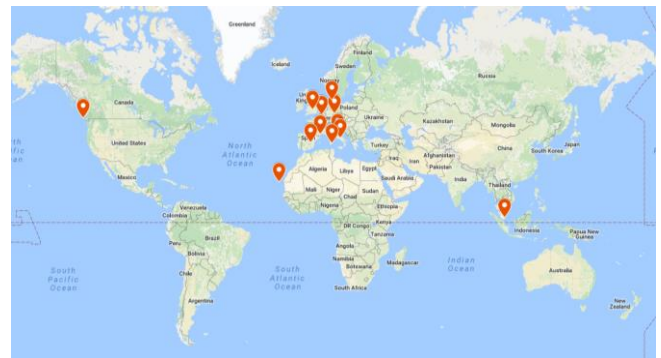 Greenland
Iceland
Finland
Sweden
Norway
Russia
Canada
United
Kingdom
Poland
Ukraine
Kazakhstan
Mongolia
North
Atlantic
Ocean
United States
Turkey
China
South Korea
Japan
Iraq
Iran
Afghanistan
Pakistan
Algeria
Libya
Egypt
Saudi Arabia
Mexico
India
Mali
Niger
Chad
Sudan
Thailand
Nigeria
Ethiopia
Venezuela
Colombia
Kenya
DR Congo
Tanzania
Indonesia
Papua New
Guinea
Peru
Brazil
Angola
Bolivia
Namibia
Botswana
Madagascar
South
Pacific
Ocean
South
Atlantic
Ocean
Indian
Ocean
Australia
Chile
South Africa
Argentina
New
Zealand